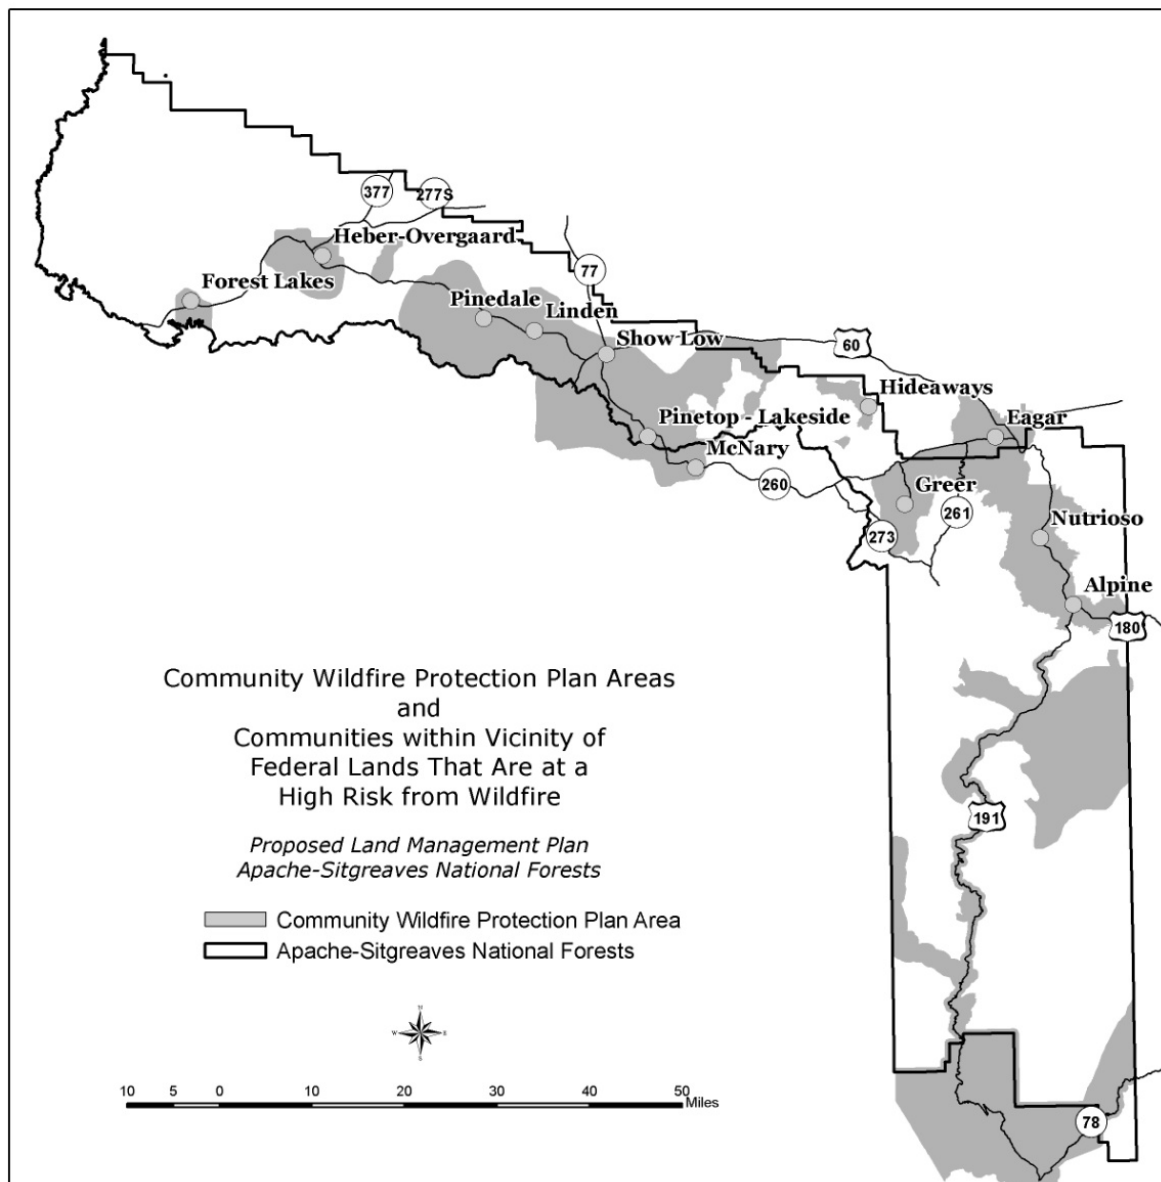 377
277S
Heber-Overgaard
77
Forest Lakes
Pinedale
Linden
Show Low
60
Hideaways
Pinetop - Lakeside
Eagar
McNary
260
Greer
261
273
Nutrioso
Alpine
180
Community Wildfire Protection Plan Areas
and
Communities within Vicinity of
Federal Lands That Are at a
High Risk from Wildfire
191
Proposed Land Management Plan
Apache-Sitgreaves National Forests
Community Wildfire Protection Plan Area
Apache-Sitgreaves National Forests
N
W E
S
10 5 0 10 20 30 40 50
Miles
78